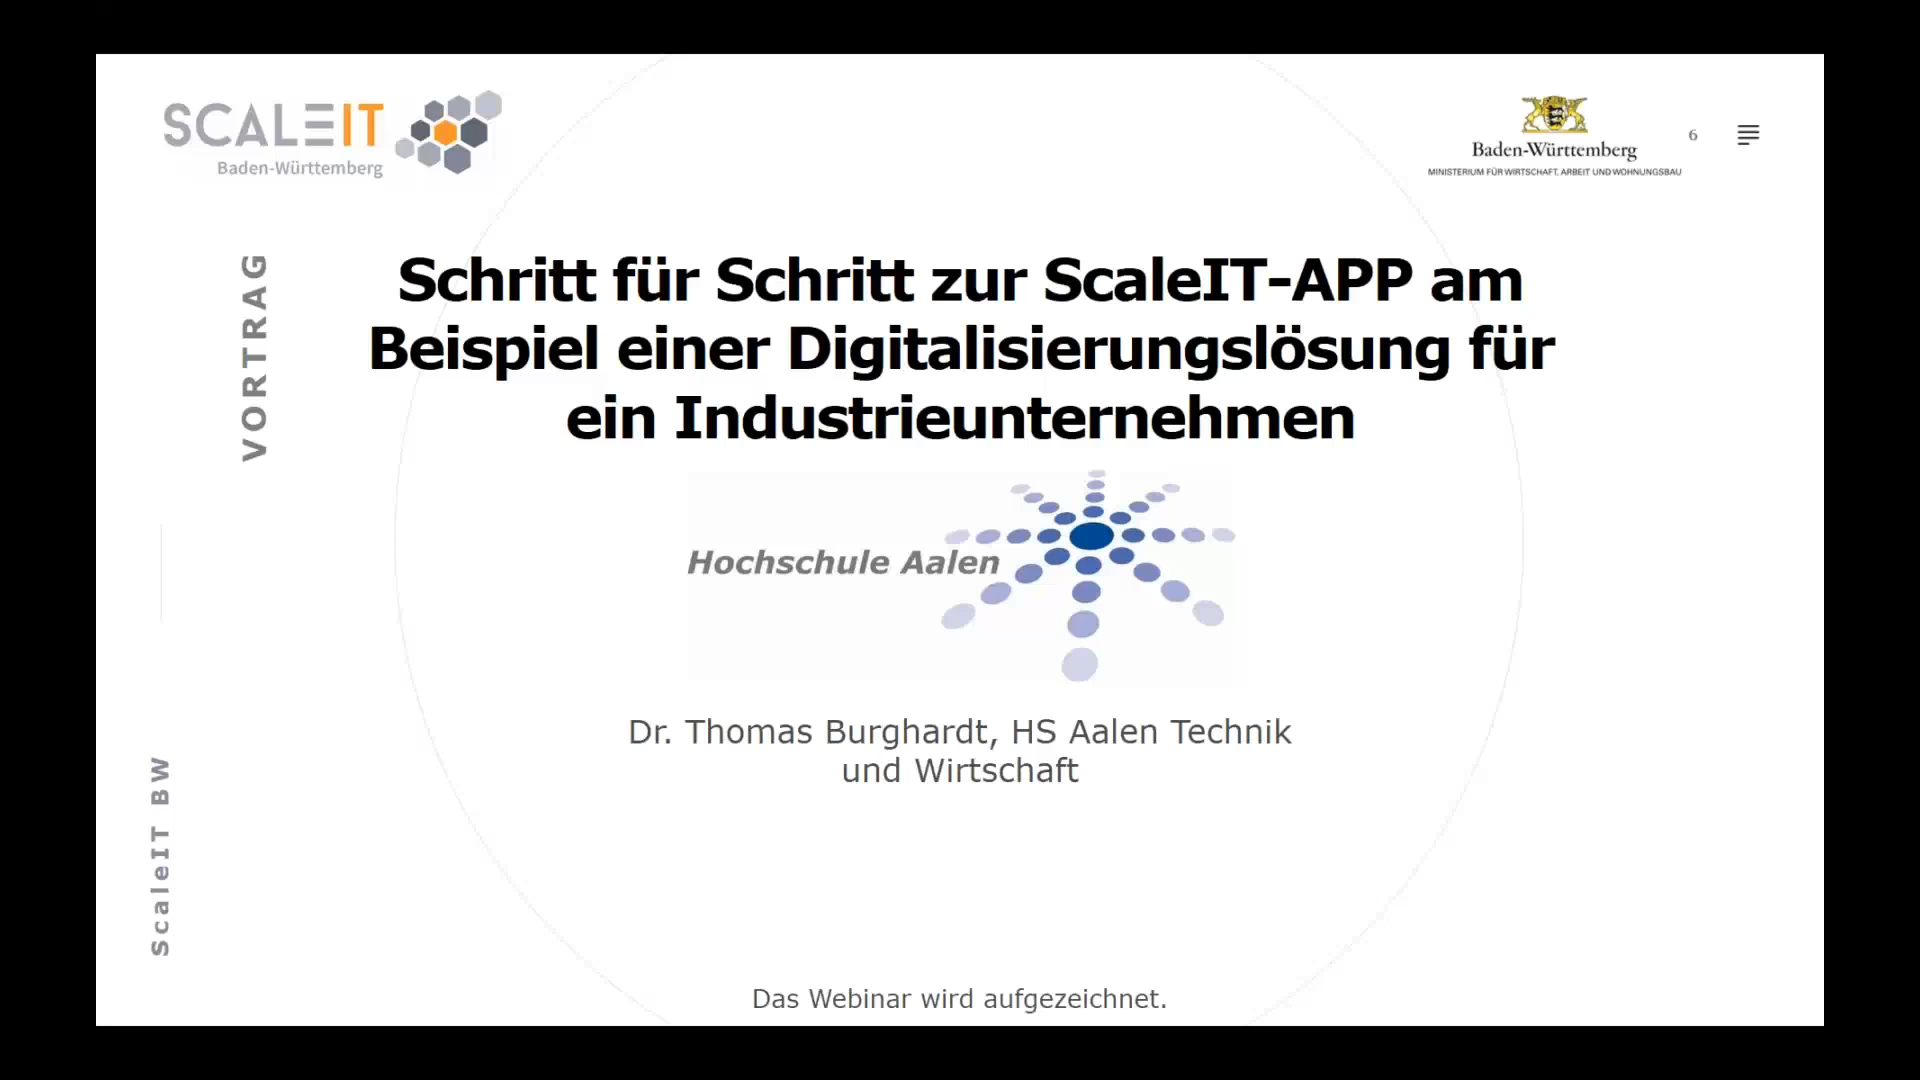 SCALEIT
Baden-Württemberg
Baden-Württemberg
MINISTERIUM FÜR WIRTSCHAFT, ARBEIT UND WOHNUNGSBAU
6
VORTRAG
Schritt für Schritt zur ScaleIT-APP am
Beispiel einer Digitalisierungslösung für
ein Industrieunternehmen
Hochschule Aalen
Dr. Thomas Burghardt, HS Aalen Technik
und Wirtschaft
ScaleIT BW
Das Webinar wird aufgezeichnet.